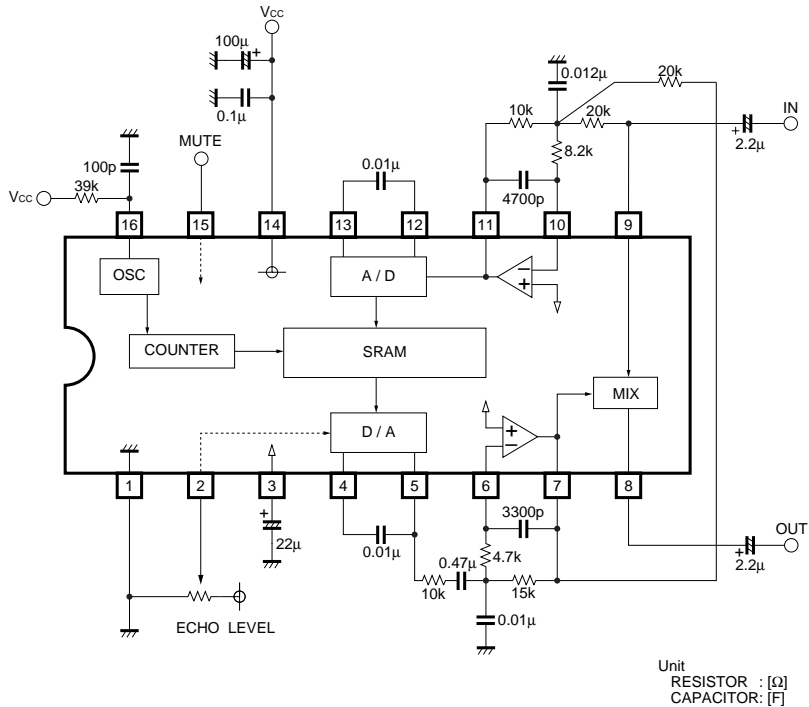 VCC
100μ
+
0.1μ
MUTE
100p
VCC
39k
0.01μ
0.012μ
20k
10k
20k
8.2k
4700p
IN
+
2.2μ
16
15
14
13
12
11
10
9
OSC
A / D
−
+
COUNTER
SRAM
MIX
D / A
+
−
1
2
3
4
5
6
7
8
+
22μ
0.01μ
3300p
4.7k
0.47μ
10k
15k
0.01μ
OUT
+
2.2μ
ECHO LEVEL
Unit
RESISTOR : [Ω]
CAPACITOR: [F]